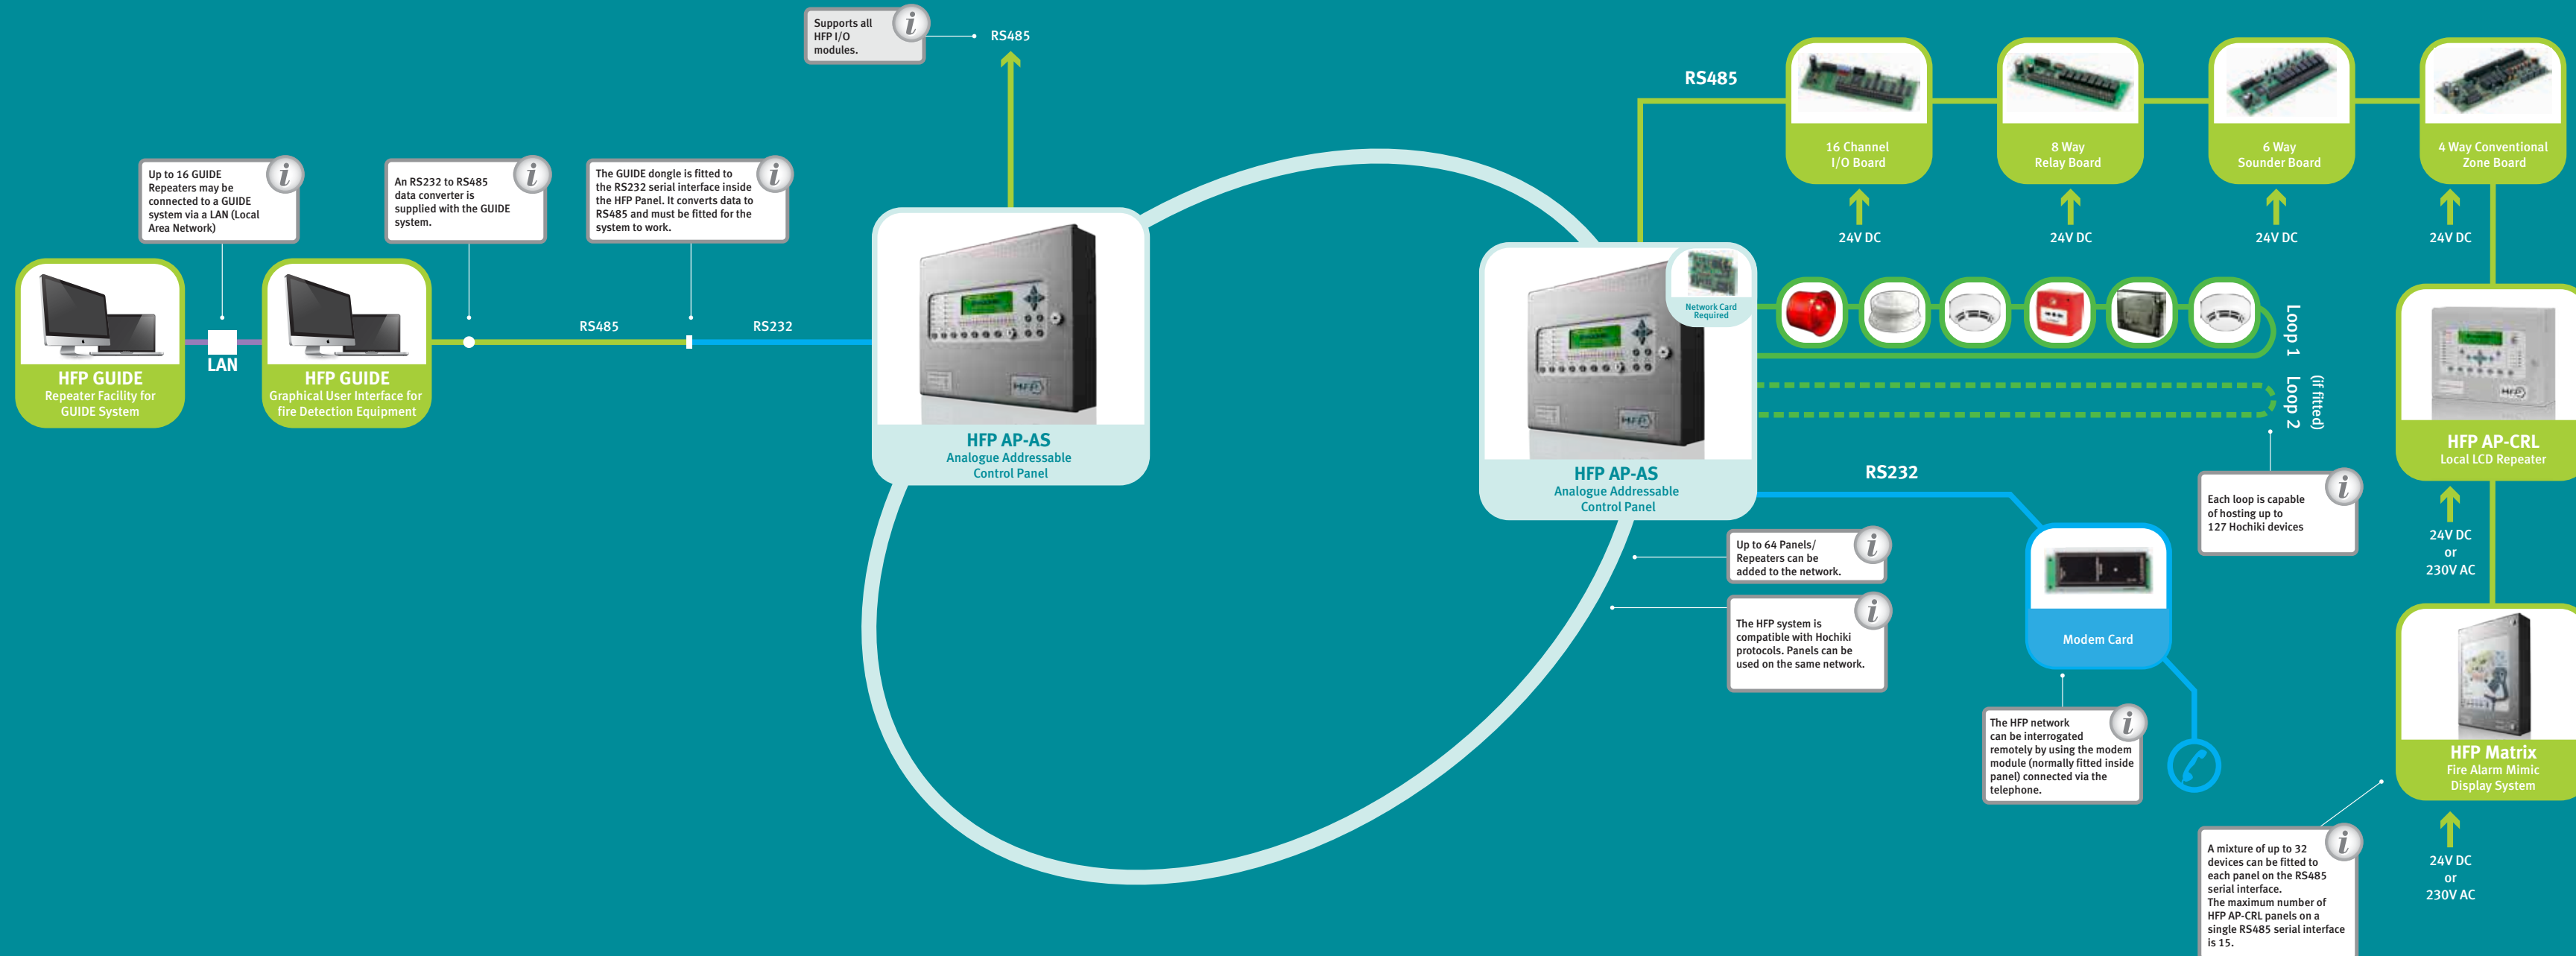 Supports all
HFP I/O
modules.
RS485
Up to 16 GUIDE
Repeaters may be
connected to a GUIDE
system via a LAN (Local
Area Network)
An RS232 to RS485
data converter is
supplied with the GUIDE
system.
The GUIDE dongle is fitted to
the RS232 serial interface inside
the HFP Panel. It converts data to
RS485 and must be fitted for the
system to work.
HFP GUIDE
Repeater Facility for
GUIDE System
LAN
HFP GUIDE
Graphical User Interface for
fire Detection Equipment
RS485
RS232
HFP
HFP AP-AS
Analogue Addressable
Control Panel
RS485
16 Channel
I/O Board
8 Way
Relay Board
6 Way
Sounder Board
4 Way Conventional
Zone Board
24V DC
24V DC
24V DC
24V DC
Network Card
Required
HFP
HFP AP-AS
Analogue Addressable
Control Panel
Loop 1
Loop 2
(if fitted)
Each loop is capable
of hosting up to
127 Hochiki devices
HFP
HFP AP-CRL
Local LCD Repeater
24V DC
or
230V AC
RS232
Up to 64 Panels/
Repeaters can be
added to the network.
The HFP system is
compatible with Hochiki
protocols. Panels can be
used on the same network.
Modem Card
The HFP network
can be interrogated
remotely by using the modem
module (normally fitted inside
panel) connected via the
telephone.
HFP Matrix
Fire Alarm Mimic
Display System
24V DC
or
230V AC
A mixture of up to 32
devices can be fitted to
each panel on the RS485
serial interface.
The maximum number of
HFP AP-CRL panels on a
single RS485 serial interface
is 15.